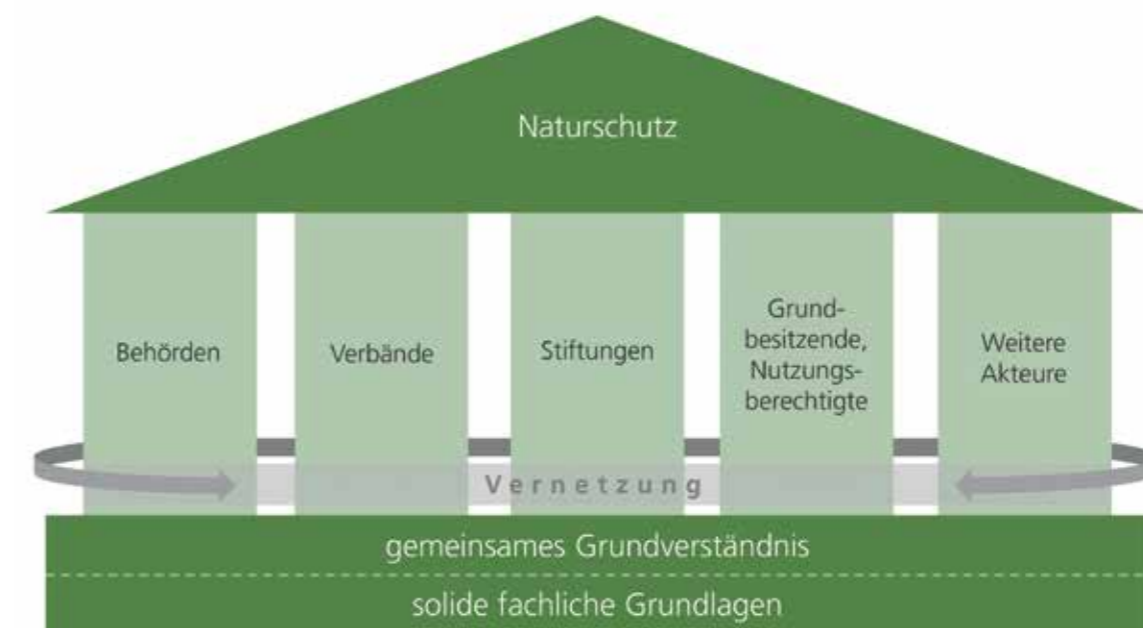 Naturschutz
Behörden
Verbände
Stiftungen
Grund-
besitzende,
Nutzungs-
berechtigte
Weitere
Akteure
Vernetzung
gemeinsames Grundverständnis
solide fachliche Grundlagen